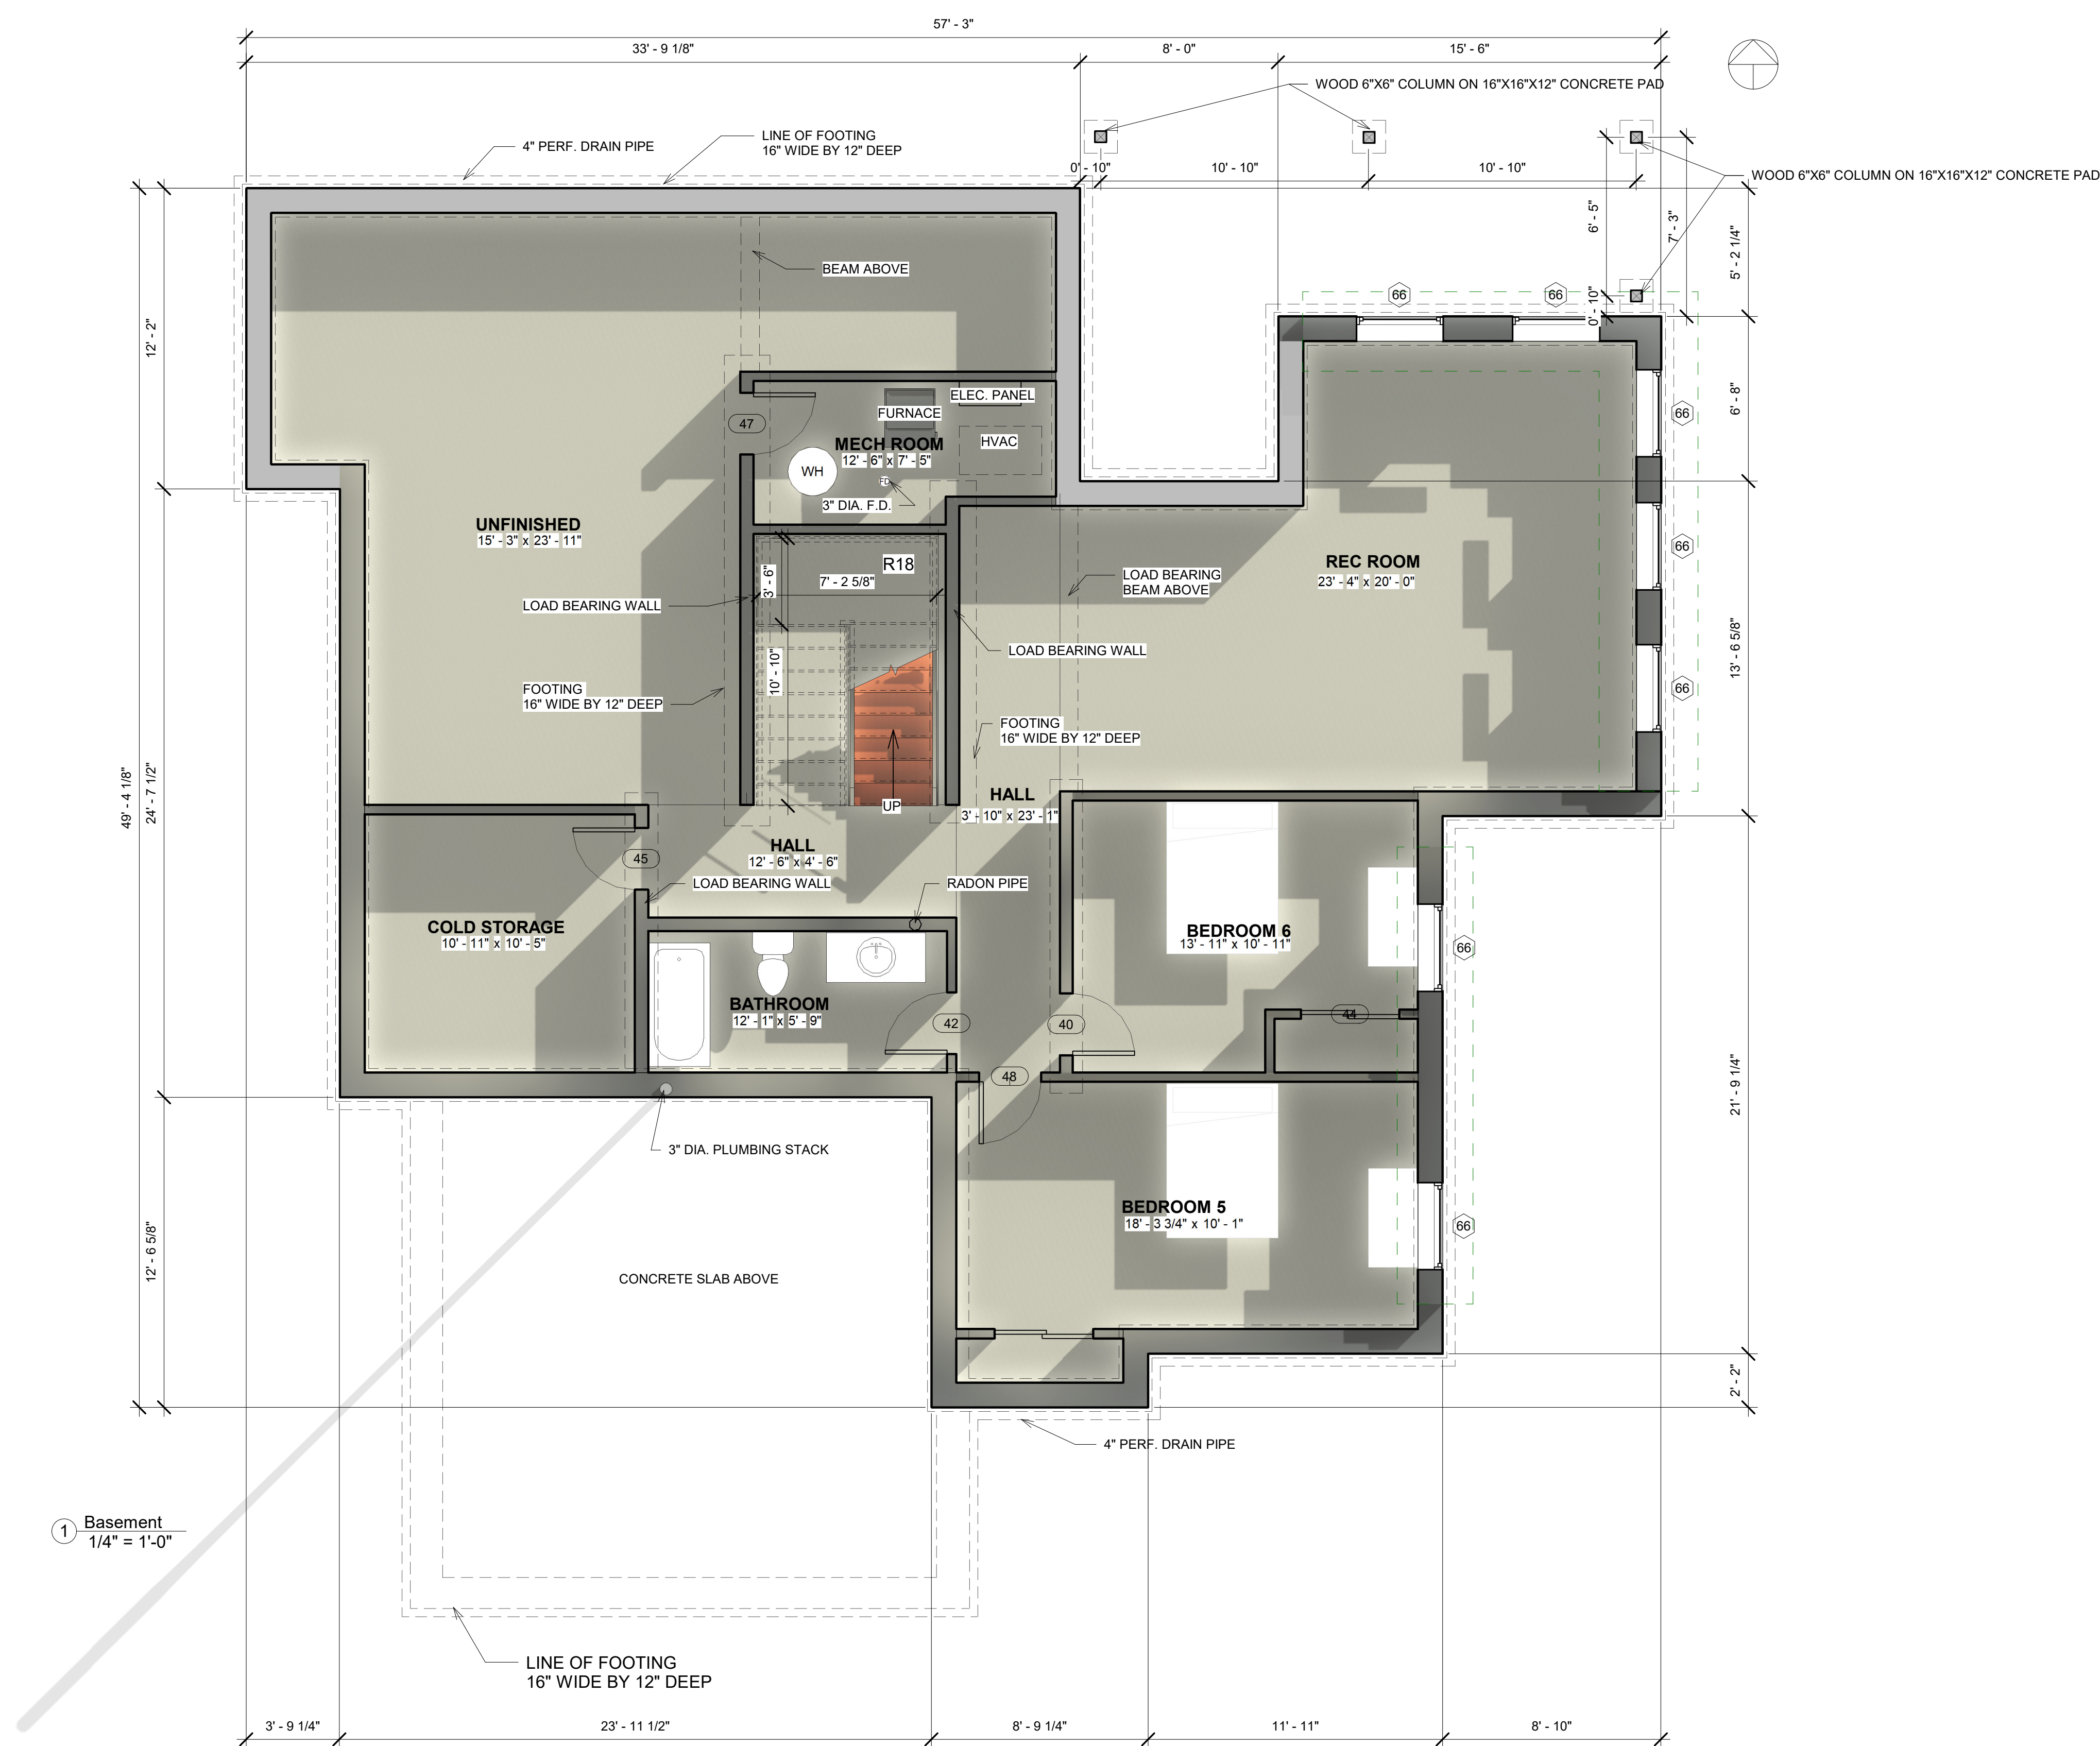 57' - 3"
33' - 9 1/8"
8' - 0"
15' - 6"
WOOD 6"X6" COLUMN ON 16"X16"X12" CONCRETE PAD
4" PERF. DRAIN PIPE
LINE OF FOOTING
16" WIDE BY 12" DEEP
0' - 10"
10' - 10"
10' - 10"
WOOD 6"X6" COLUMN ON 16"X16"X12" CONCRETE PAD
6' - 5"
7' - 3"
5' - 2 1/4"
BEAM ABOVE
66
66
0' - 10"
12' - 2"
6' - 8"
ELEC. PANEL
FURNACE
66
47
MECH ROOM
HVAC
12' - 6" x 7' - 5"
WH
FD
3" DIA. F.D.
UNFINISHED
15' - 3" x 23' - 11"
66
REC ROOM
23' - 4" x 20' - 0"
R18
3' - 6"
7' - 2 5/8"
LOAD BEARING
BEAM ABOVE
LOAD BEARING WALL
LOAD BEARING WALL
13' - 6 5/8"
10' - 10"
FOOTING
16" WIDE BY 12" DEEP
66
FOOTING
16" WIDE BY 12" DEEP
49' - 4 1/8"
24' - 7 1/2"
UP
HALL
3' - 10" x 23' - 1"
HALL
12' - 6" x 4' - 6"
45
LOAD BEARING WALL
RADON PIPE
COLD STORAGE
10' - 11" x 10' - 5"
BEDROOM 6
13' - 11" x 10' - 11"
66
BATHROOM
12' - 1" x 5' - 9"
42
40
44
48
21' - 9 1/4"
3" DIA. PLUMBING STACK
BEDROOM 5
18' - 3 3/4" x 10' - 1"
66
12' - 6 5/8"
CONCRETE SLAB ABOVE
2' - 2"
4" PERF. DRAIN PIPE
1
Basement
1/4" = 1'-0"
LINE OF FOOTING
16" WIDE BY 12" DEEP
3' - 9 1/4"
23' - 11 1/2"
8' - 9 1/4"
11' - 11"
8' - 10"